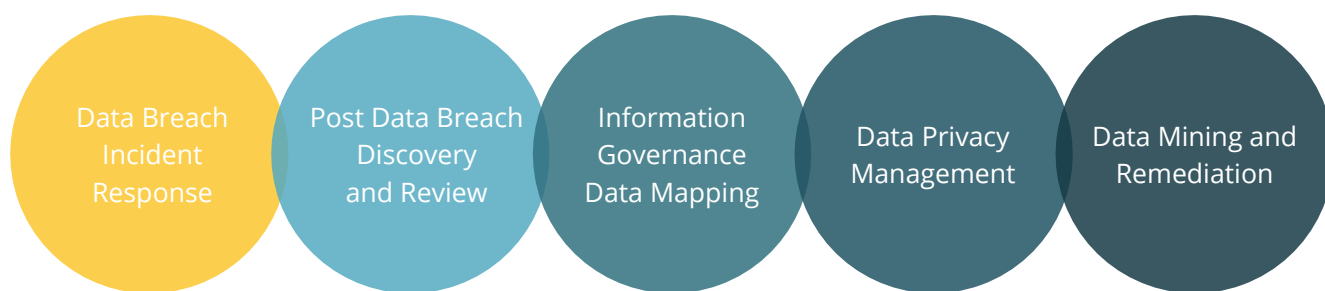 Data Breach
Incident
Response
Post Data Breach
Discovery
and Review
Information
Governance
Data Mapping
Data Privacy
Management
Data Mining and
Remediation